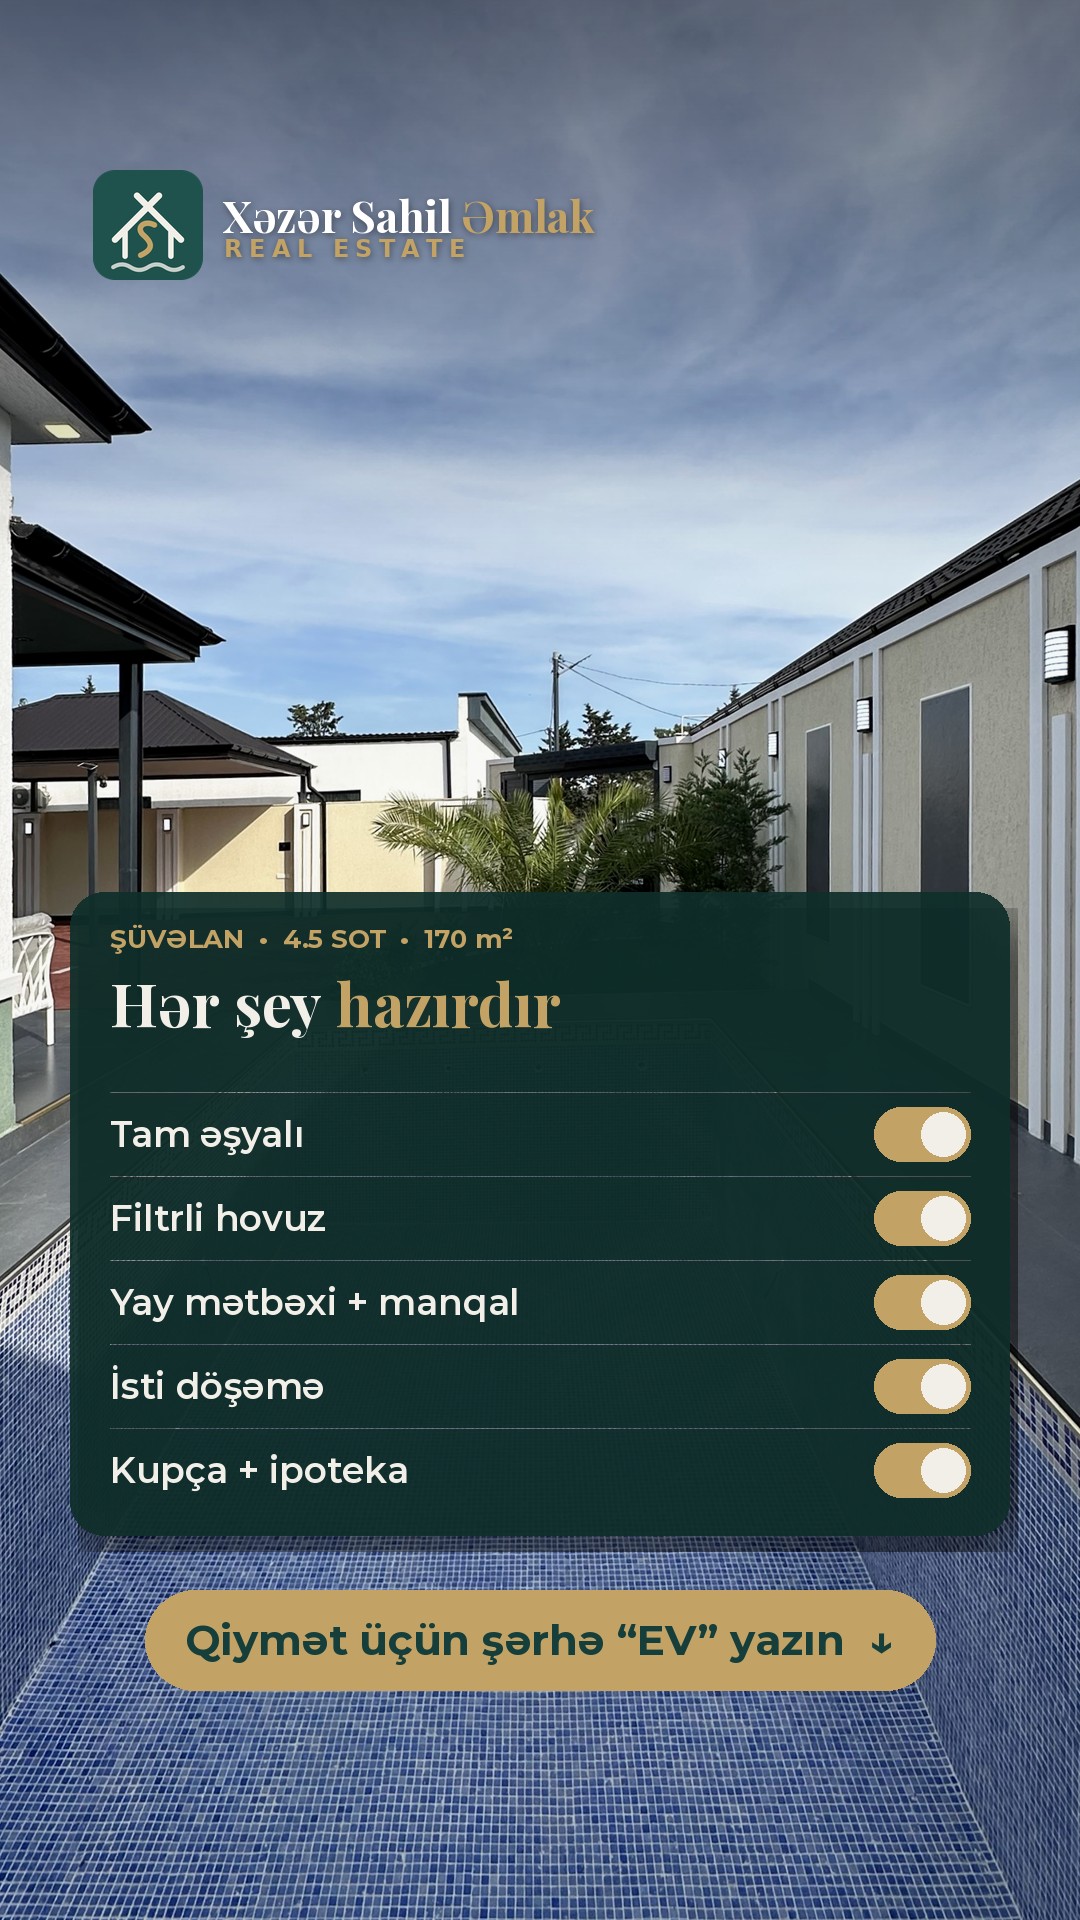 Xəzər Sahil Əmlak
REAL ESTATE
ŞÜVƏLAN • 4.5 SOT • 170 m²
Hər şey hazırdır
Tam əşyalı
Filtrli hovuz
Yay mətbəxi + manqal
İsti döşəmə
Kupça + ipoteka
Qiymət üçün şərhə “EV” yazın ↓